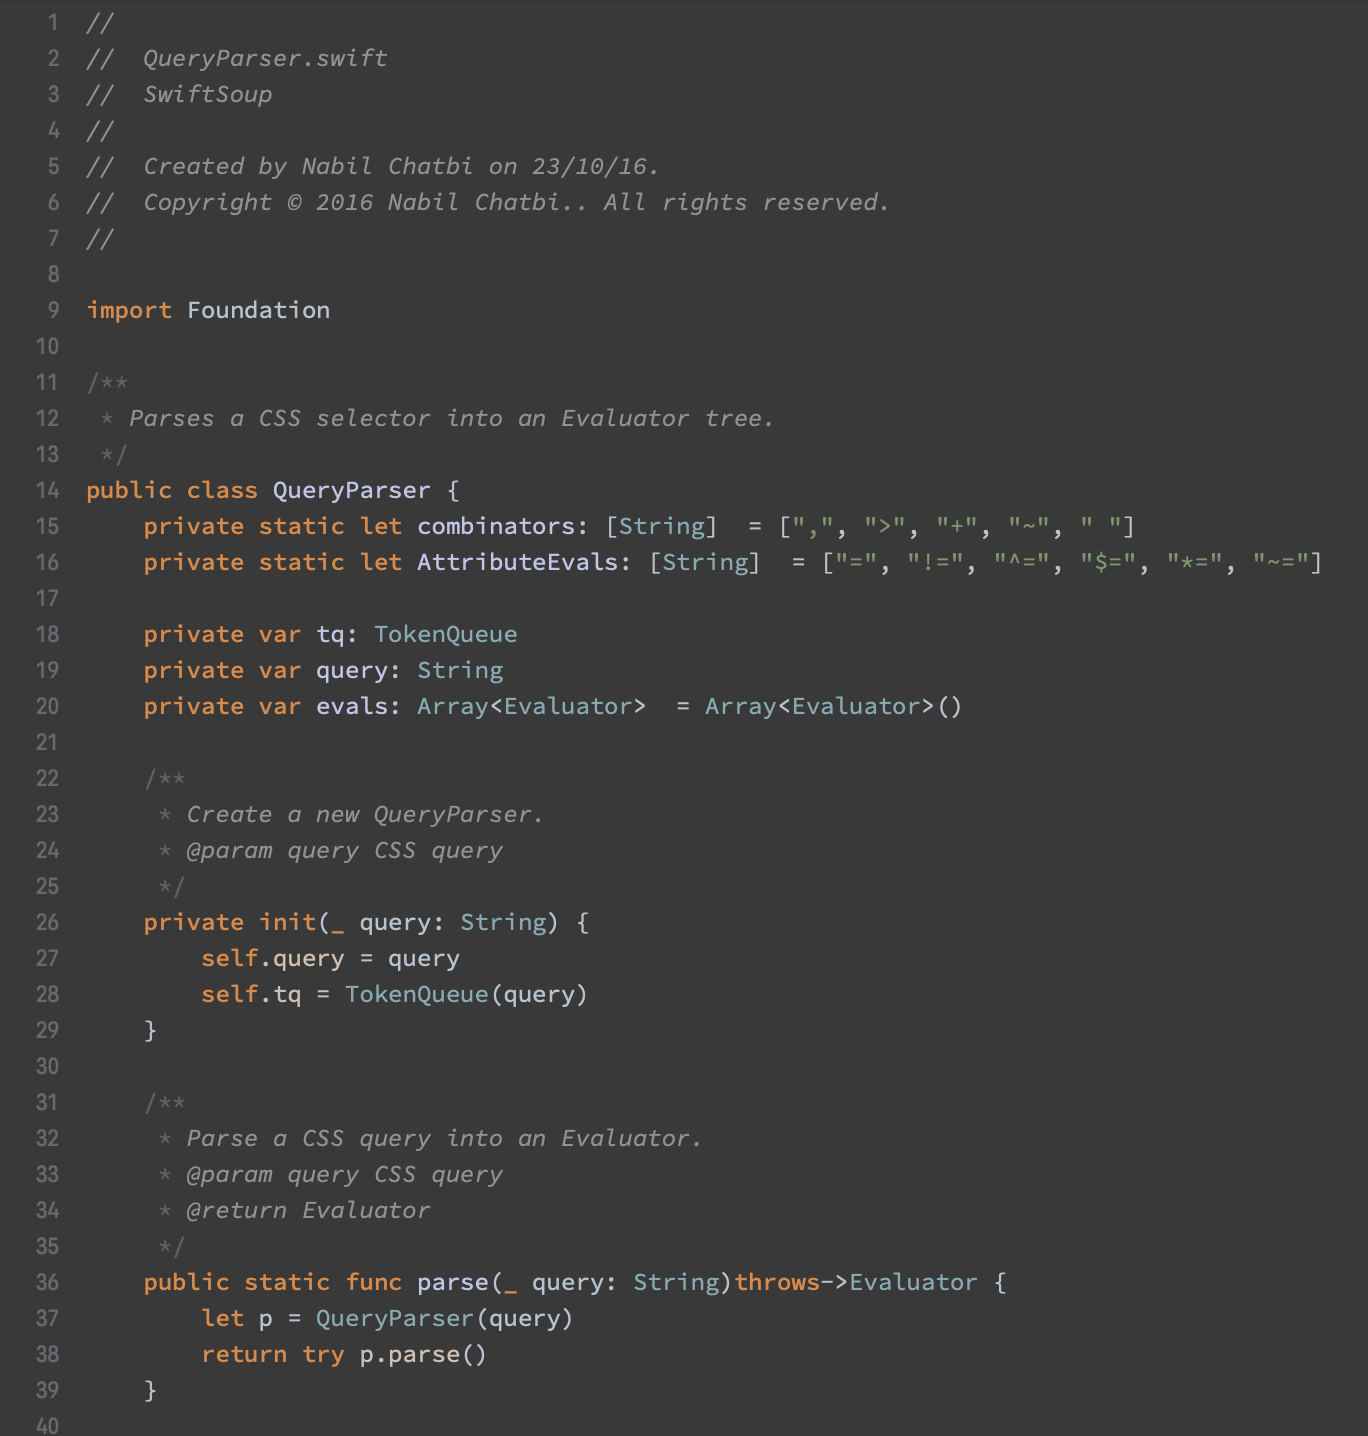 1 //
2 //  QueryParser.swift
3 //  SwiftSoup
4 //
5 //  Created by Nabil Chatbi on 23/10/16.
6 //  Copyright © 2016 Nabil Chatbi.. All rights reserved.
7 //
8
9 import Foundation
10
11 /**
12  * Parses a CSS selector into an Evaluator tree.
13  */
14 public class QueryParser {
15     private static let combinators: [String]  = [",", ">", "+", "~", " "]
16     private static let AttributeEvals: [String]  = ["=", "!=", "^=", "$=", "*=", "~="]
17
18     private var tq: TokenQueue
19     private var query: String
20     private var evals: Array<Evaluator>  = Array<Evaluator>()
21
22     /**
23      * Create a new QueryParser.
24      * @param query CSS query
25      */
26     private init(_ query: String) {
27         self.query = query
28         self.tq = TokenQueue(query)
29     }
30
31     /**
32      * Parse a CSS query into an Evaluator.
33      * @param query CSS query
34      * @return Evaluator
35      */
36     public static func parse(_ query: String)throws->Evaluator {
37         let p = QueryParser(query)
38         return try p.parse()
39     }
40